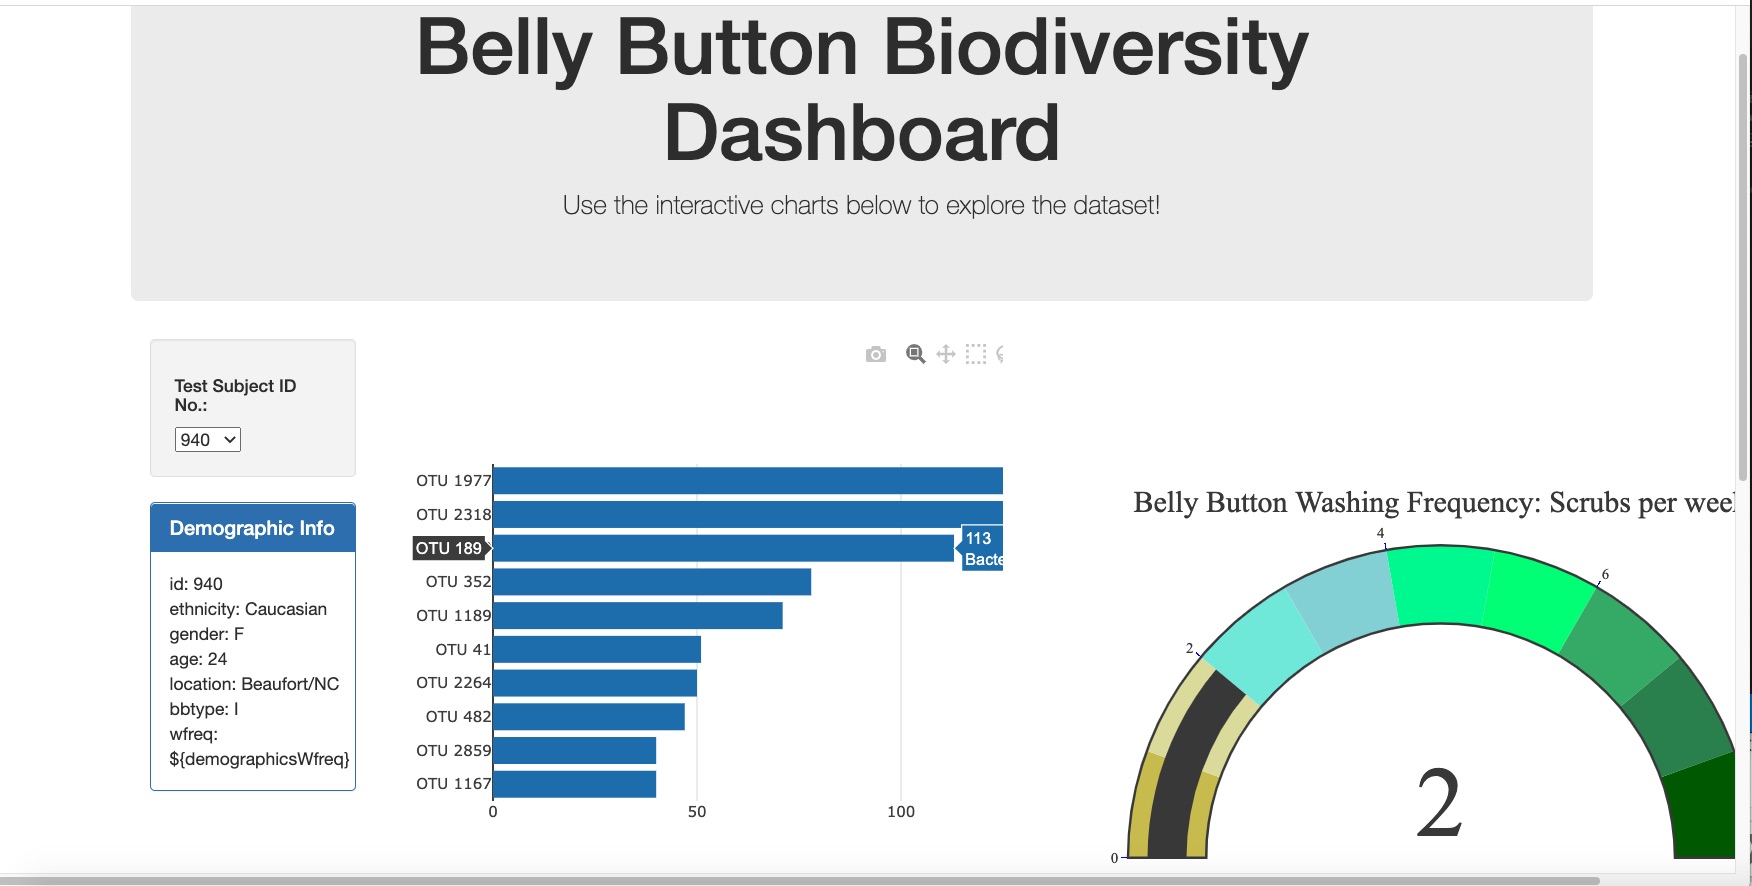 Belly Button Biodiversity
Dashboard
Use the interactive charts below to explore the dataset!
Test Subject ID
No.:
940
Demographic Info
id: 940
ethnicity: Caucasian
gender: F
age: 24
location: Beaufort/NC
bbtype: I
wfreq:
${demographicsWfreq}
OTU 1977
OTU 2318
OTU 189
113
Bacte
OTU 352
OTU 1189
OTU 41
OTU 2264
OTU 482
OTU 2859
OTU 1167
0
50
100
Belly Button Washing Frequency: Scrubs per week
0
2
4
6
2